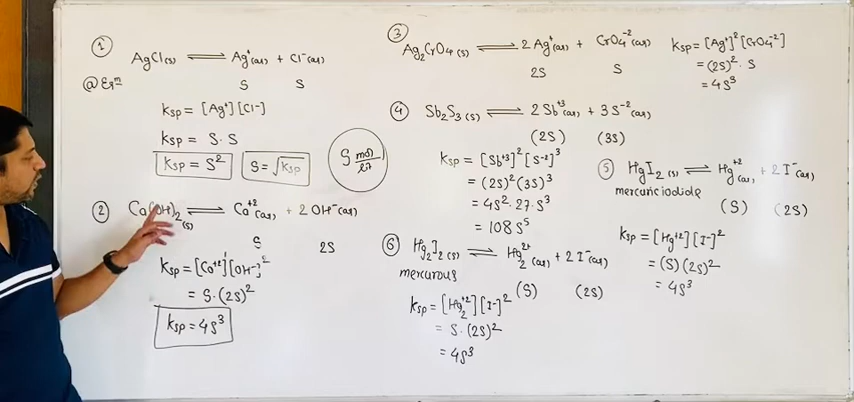 ①
AgCl(s) ⇌ Ag⁺(aq) + Cl⁻(aq)
@Eqᵐ S S
Ksp = [Ag⁺][Cl⁻]
Ksp = S·S
Ksp = S² S = √Ksp
S mol/lit
② Ca(OH)₂(s) ⇌ Ca⁺²(aq) + 2OH⁻(aq)
S 2S
Ksp = [Ca⁺²]¹[OH⁻]²
= S·(2S)²
Ksp = 4S³
③
Ag₂CrO₄(s) ⇌ 2Ag⁺(aq) + CrO₄⁻²(aq)
2S S
Ksp = [Ag⁺]²[CrO₄⁻²]
= (2S)²·S
= 4S³
④ Sb₂S₃(s) ⇌ 2Sb⁺³(aq) + 3S⁻²(aq)
(2S) (3S)
Ksp = [Sb⁺³]²[S⁻²]³
= (2S)²(3S)³
= 4S²·27·S³
= 108S⁵
⑤ HgI₂(s) ⇌ Hg⁺²(aq) + 2I⁻(aq)
mercuric iodide
(S) (2S)
Ksp = [Hg⁺²][I⁻]²
= (S)(2S)²
= 4S³
⑥ Hg₂I₂(s) ⇌ Hg₂²⁺(aq) + 2I⁻(aq)
mercurous
(S) (2S)
Ksp = [Hg₂⁺²][I⁻]²
= S·(2S)²
= 4S³